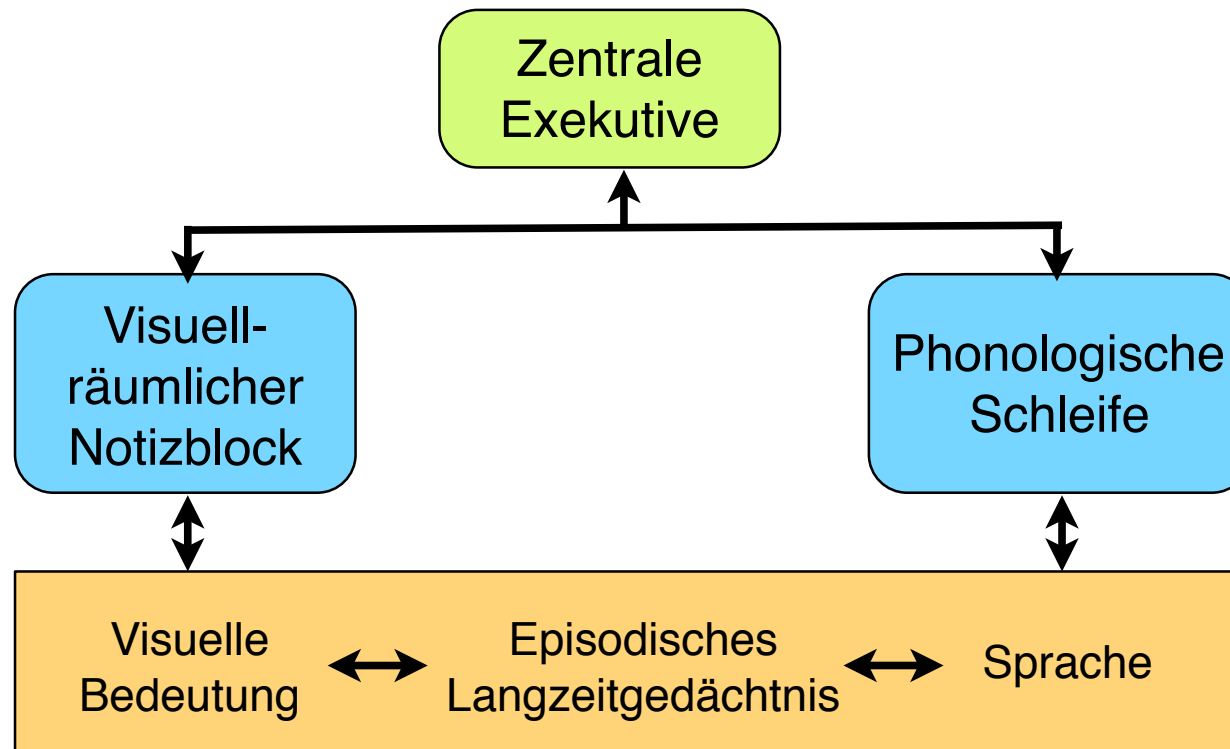 Zentrale
Exekutive
Visuell-
räumlicher
Notizblock
Phonologische
Schleife
Visuelle
Bedeutung
Episodisches
Langzeitgedächtnis
Sprache